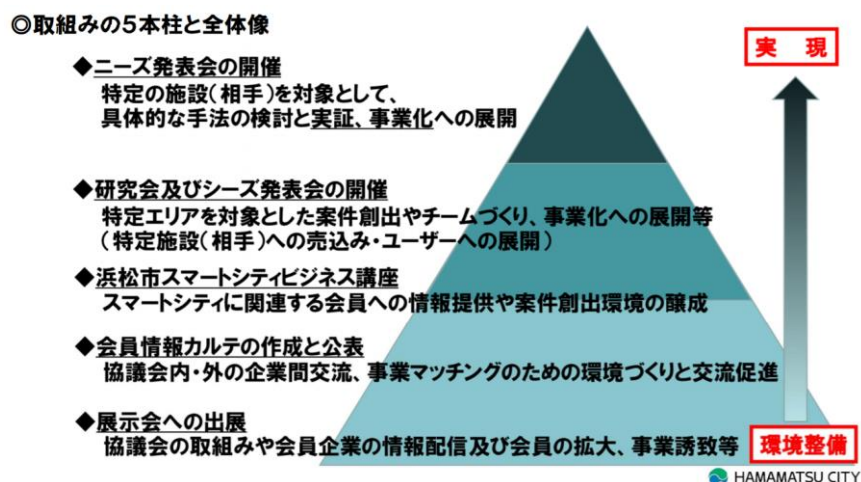 ◎取組みの5本柱と全体像
実 現
◆ニーズ発表会の開催
特定の施設(相手)を対象として、
具体的な手法の検討と実証、事業化への展開
◆研究会及びシーズ発表会の開催
特定エリアを対象とした案件創出やチームづくり、事業化への展開等
(特定施設(相手)への売込み・ユーザーへの展開)
◆浜松市スマートシティビジネス講座
スマートシティに関連する会員への情報提供や案件創出環境の醸成
◆会員情報カルテの作成と公表
協議会内・外の企業間交流、事業マッチングのための環境づくりと交流促進
◆展示会への出展
協議会の取組みや会員企業の情報配信及び会員の拡大、事業誘致等
環境整備
HAMAMATSU CITY